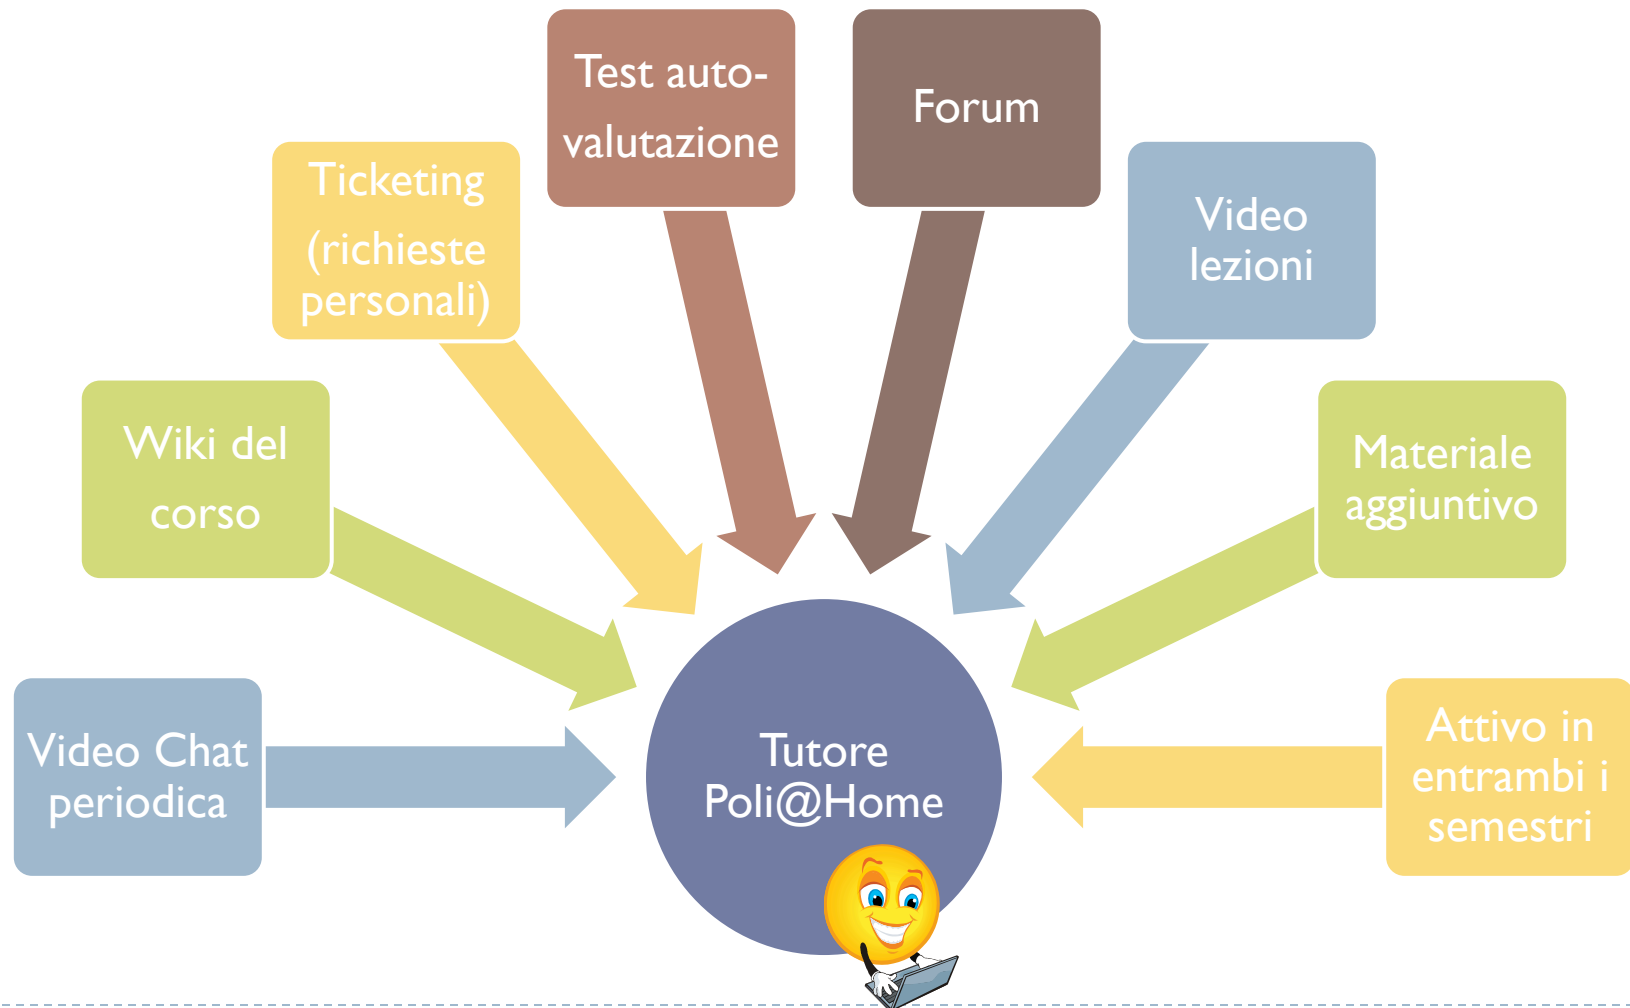 Video Chat
periodica
Wiki del
corso
Ticketing
(richieste
personali)
Test auto-
valutazione
Forum
Video
lezioni
Materiale
aggiuntivo
Attivo in
entrambi i
semestri
Tutore
Poli@Home